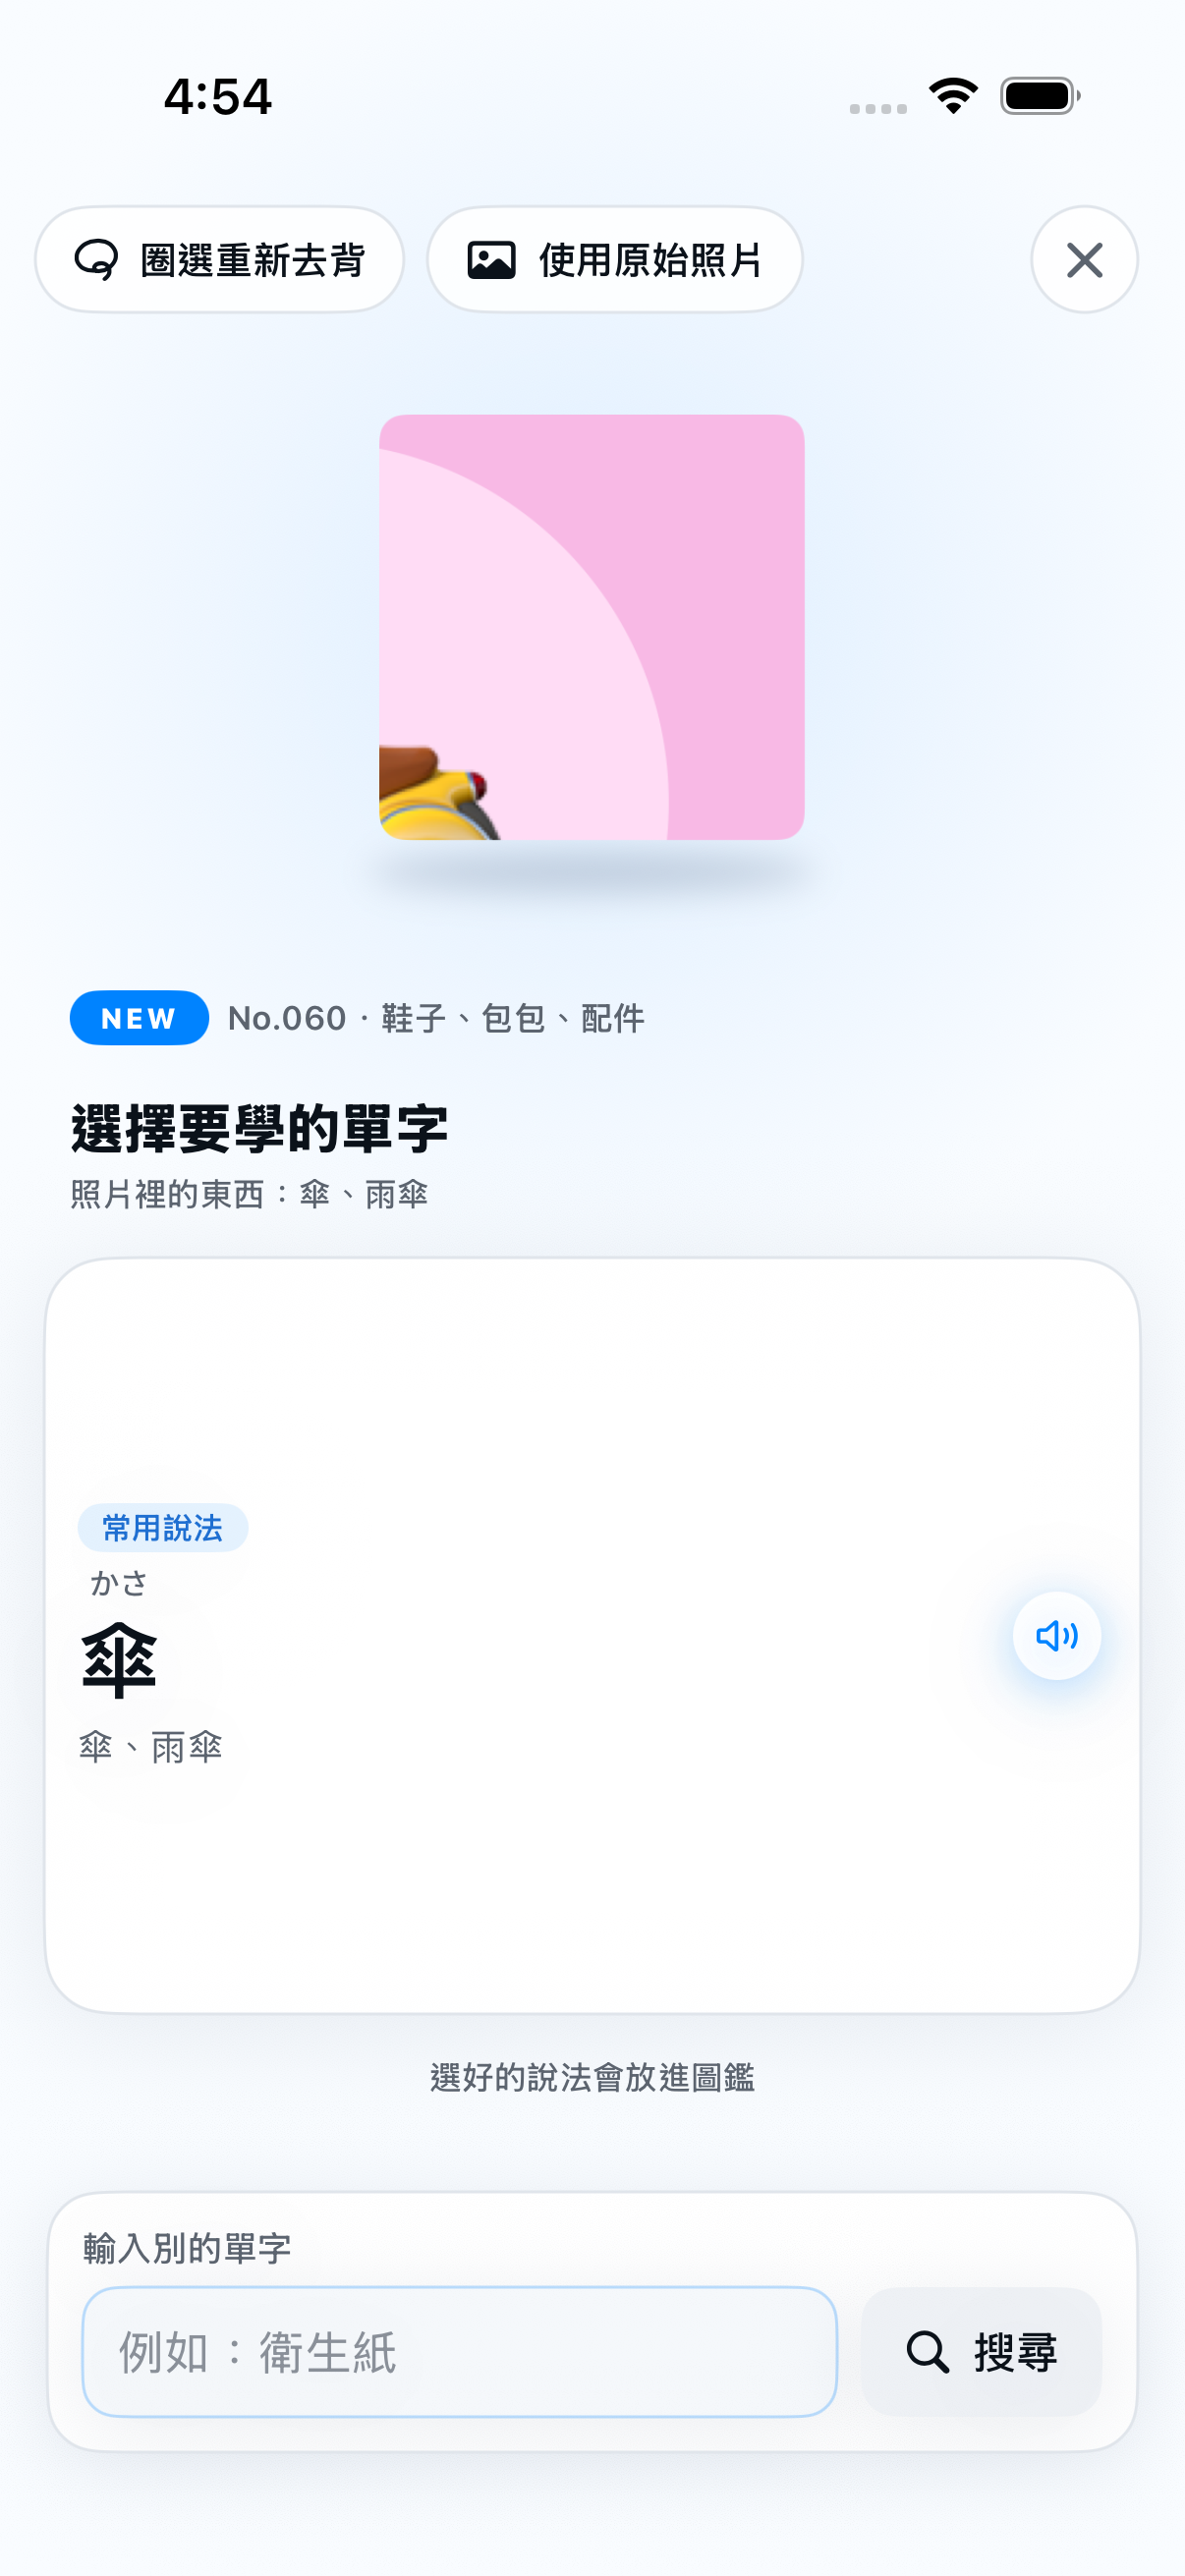 4:54
圈選重新去背
使用原始照片
NEW No.060 · 鞋子、包包、配件
選擇要學的單字
照片裡的東西：傘、雨傘
常用說法
かさ
傘
傘、雨傘
選好的說法會放進圖鑑
輸入別的單字
例如：衛生紙
搜尋